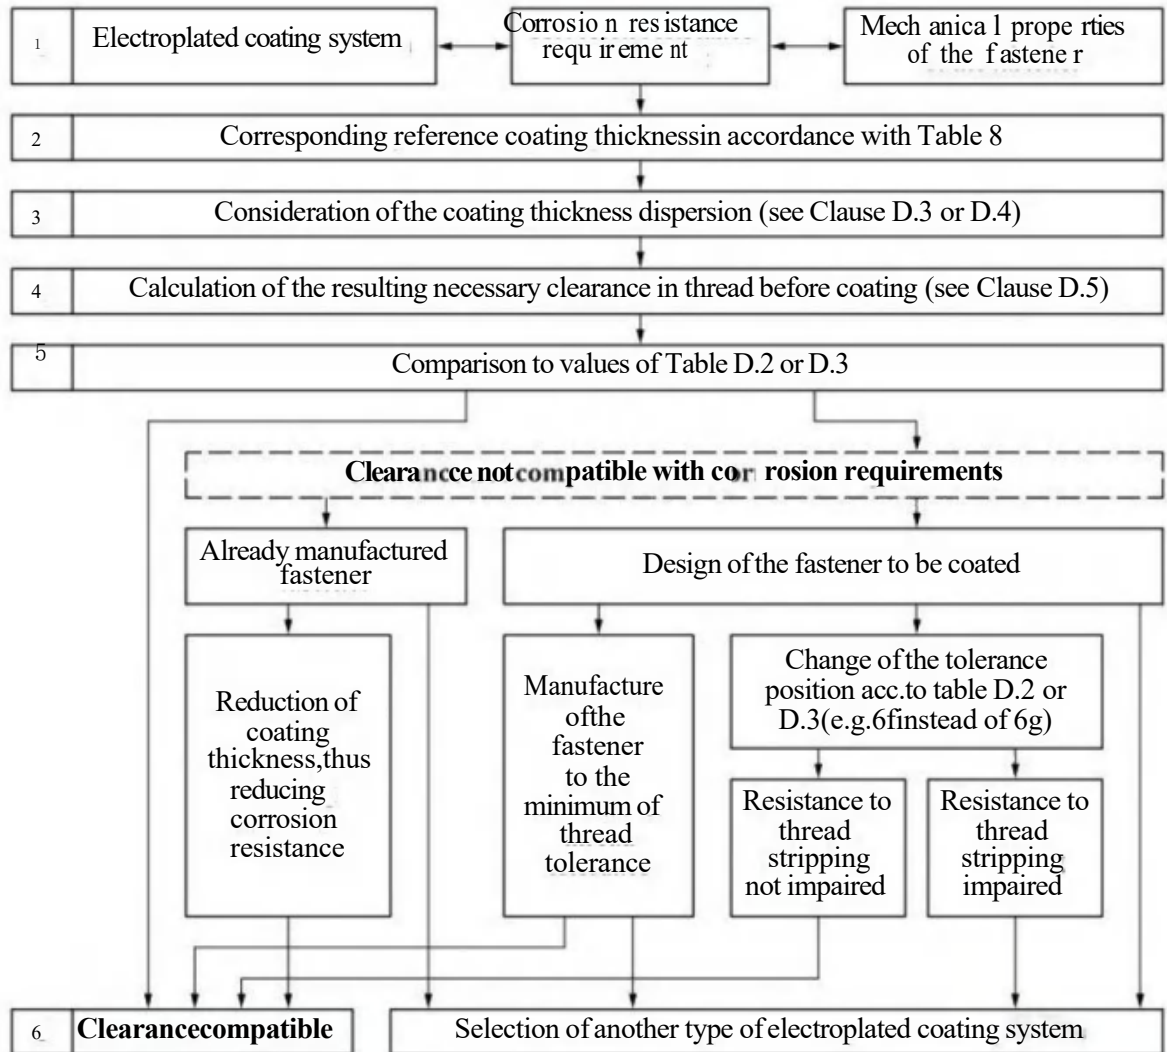 1
Electroplated coating system
Corrosio n resistance
requ ireme nt
Mech anica l prope rties
of the f astene r
2
Corresponding reference coating thicknessin accordance with Table 8
3
Consideration of the coating thickness dispersion (see Clause D.3 or D.4)
4
Calculation of the resulting necessary clearance in thread before coating (see Clause D.5)
5
Comparison to values of Table D.2 or D.3
Clearancce notcompatible with cor rosion requirements
Already manufactured
fastener
Design of the fastener to be coated
Reduction of
coating
thickness,thus
reducing
corrosion
resistance
Manufacture
ofthe
fastener
to the
minimum of
thread
tolerance
Change of the tolerance
position acc.to table D.2 or
D.3(e.g.6finstead of 6g)
Resistance to
thread
stripping
not impaired
Resistance to
thread
stripping
impaired
6
Clearancecompatible
Selection of another type of electroplated coating system